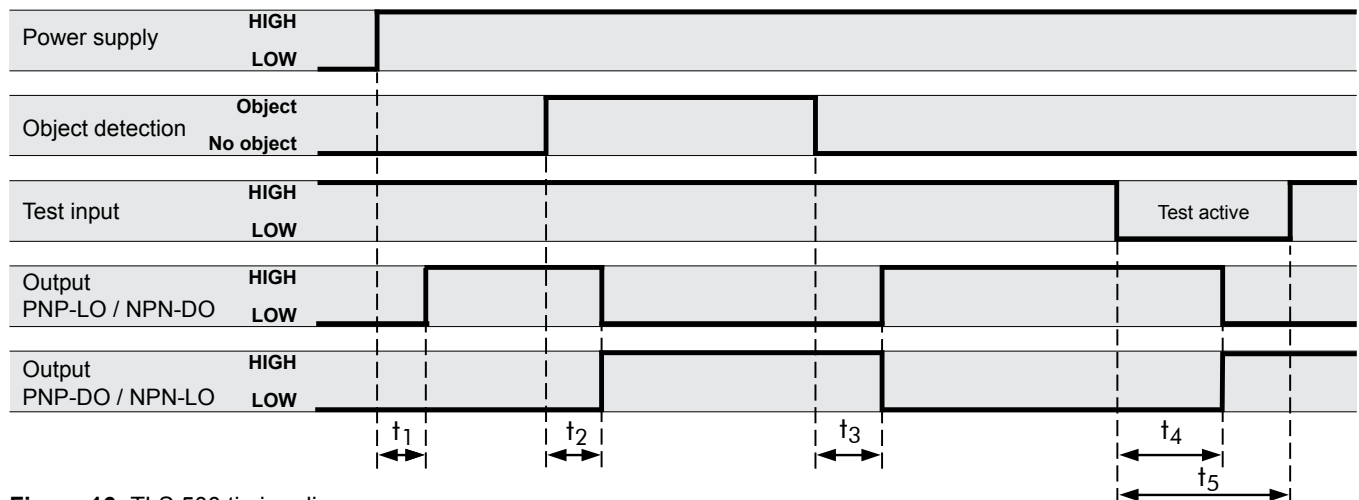 HIGH
Power supply
LOW
Object
Object detection
No object
HIGH
Test input
Test active
LOW
Output HIGH
PNP-LO / NPN-DO LOW
Output HIGH
PNP-DO / NPN-LO LOW
t1 t2 t3 t4
t5